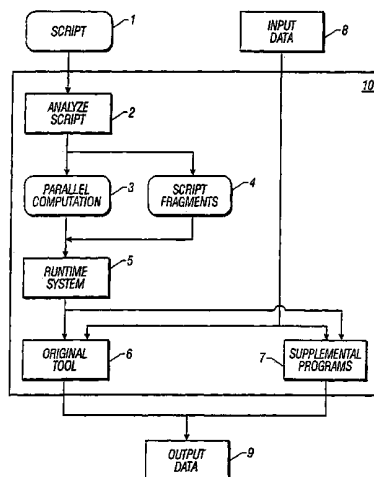 SCRIPT
1
INPUT
DATA
8
10
ANALYZE
SCRIPT
2
PARALLEL
COMPUTATION
3
SCRIPT
FRAGMENTS
4
RUNTIME
SYSTEM
5
ORIGINAL
TOOL
6
7
SUPPLEMENTAL
PROGRAMS
OUTPUT
DATA
9